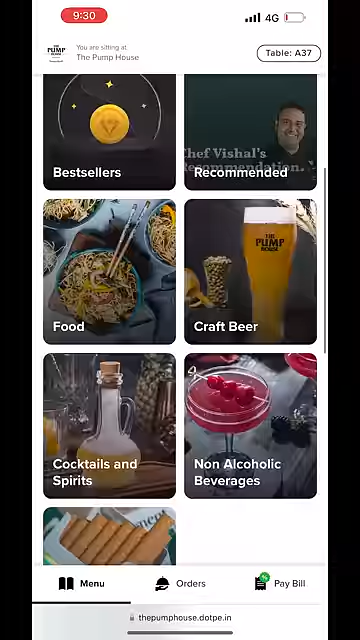 9:30
4G
THE
PUMP
HOUSE
You are sitting at
The Pump House
Table: A37
Bestsellers
Chef Vishal's
Recommendation.
Recommended
Food
THE
PUMP
HOUSE
Craft Beer
Cocktails and
Spirits
Non Alcoholic
Beverages
Menu
Orders
%
Pay Bill
thepumphouse.dotpe.in